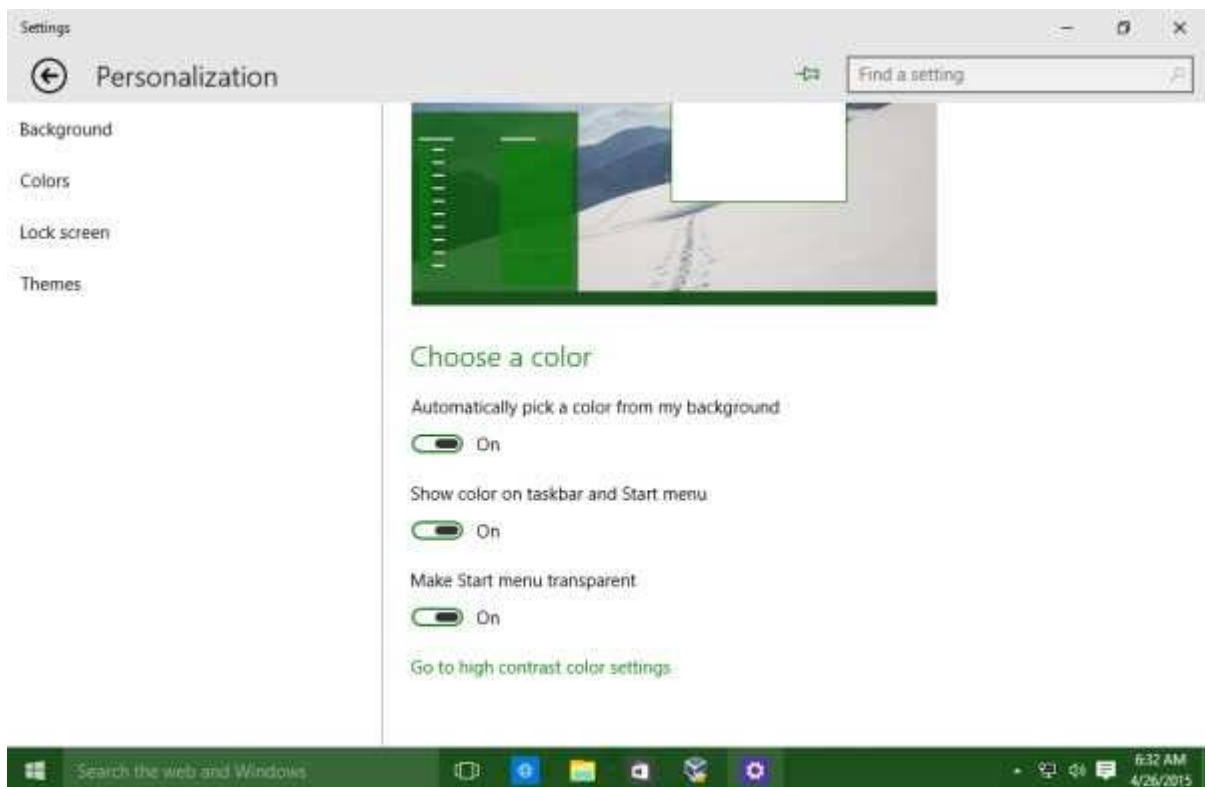 Settings
Personalization
Find a setting
Background
Colors
Lock screen
Themes
Choose a color
Automatically pick a color from my background
On
Show color on taskbar and Start menu
On
Make Start menu transparent
On
Go to high contrast color settings
Search the web and Windows
6:32 AM
4/26/2015